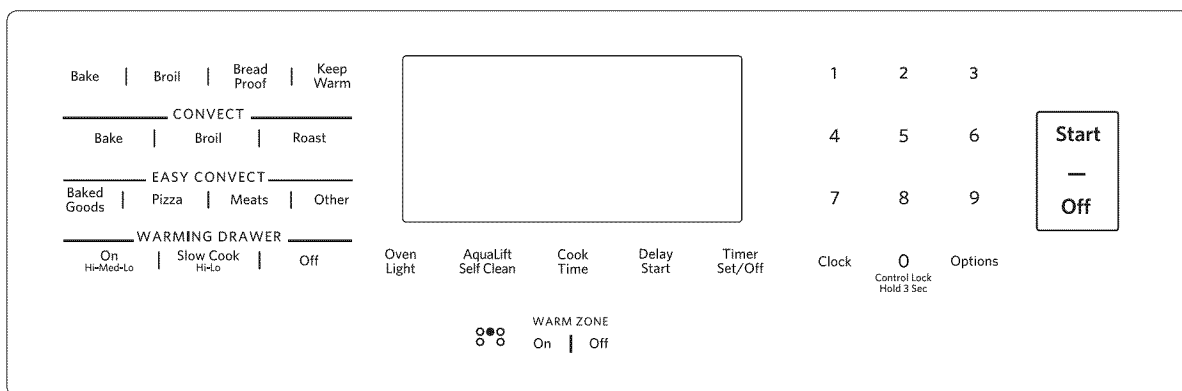 Bake Broil Bread Proof Keep Warm
CONVECT
Bake Broil Roast
EASY CONVECT
Baked Goods Pizza Meats Other
WARMING DRAWER
On Hi-Med-Lo Slow Cook Hi-Lo Off
Oven Light AquaLift Self Clean Cook Time Delay Start Timer Set/Off
WARM ZONE
On Off
1 2 3
4 5 6
7 8 9
Clock 0 Options
Control Lock
Hold 3 Sec
Start
—
Off